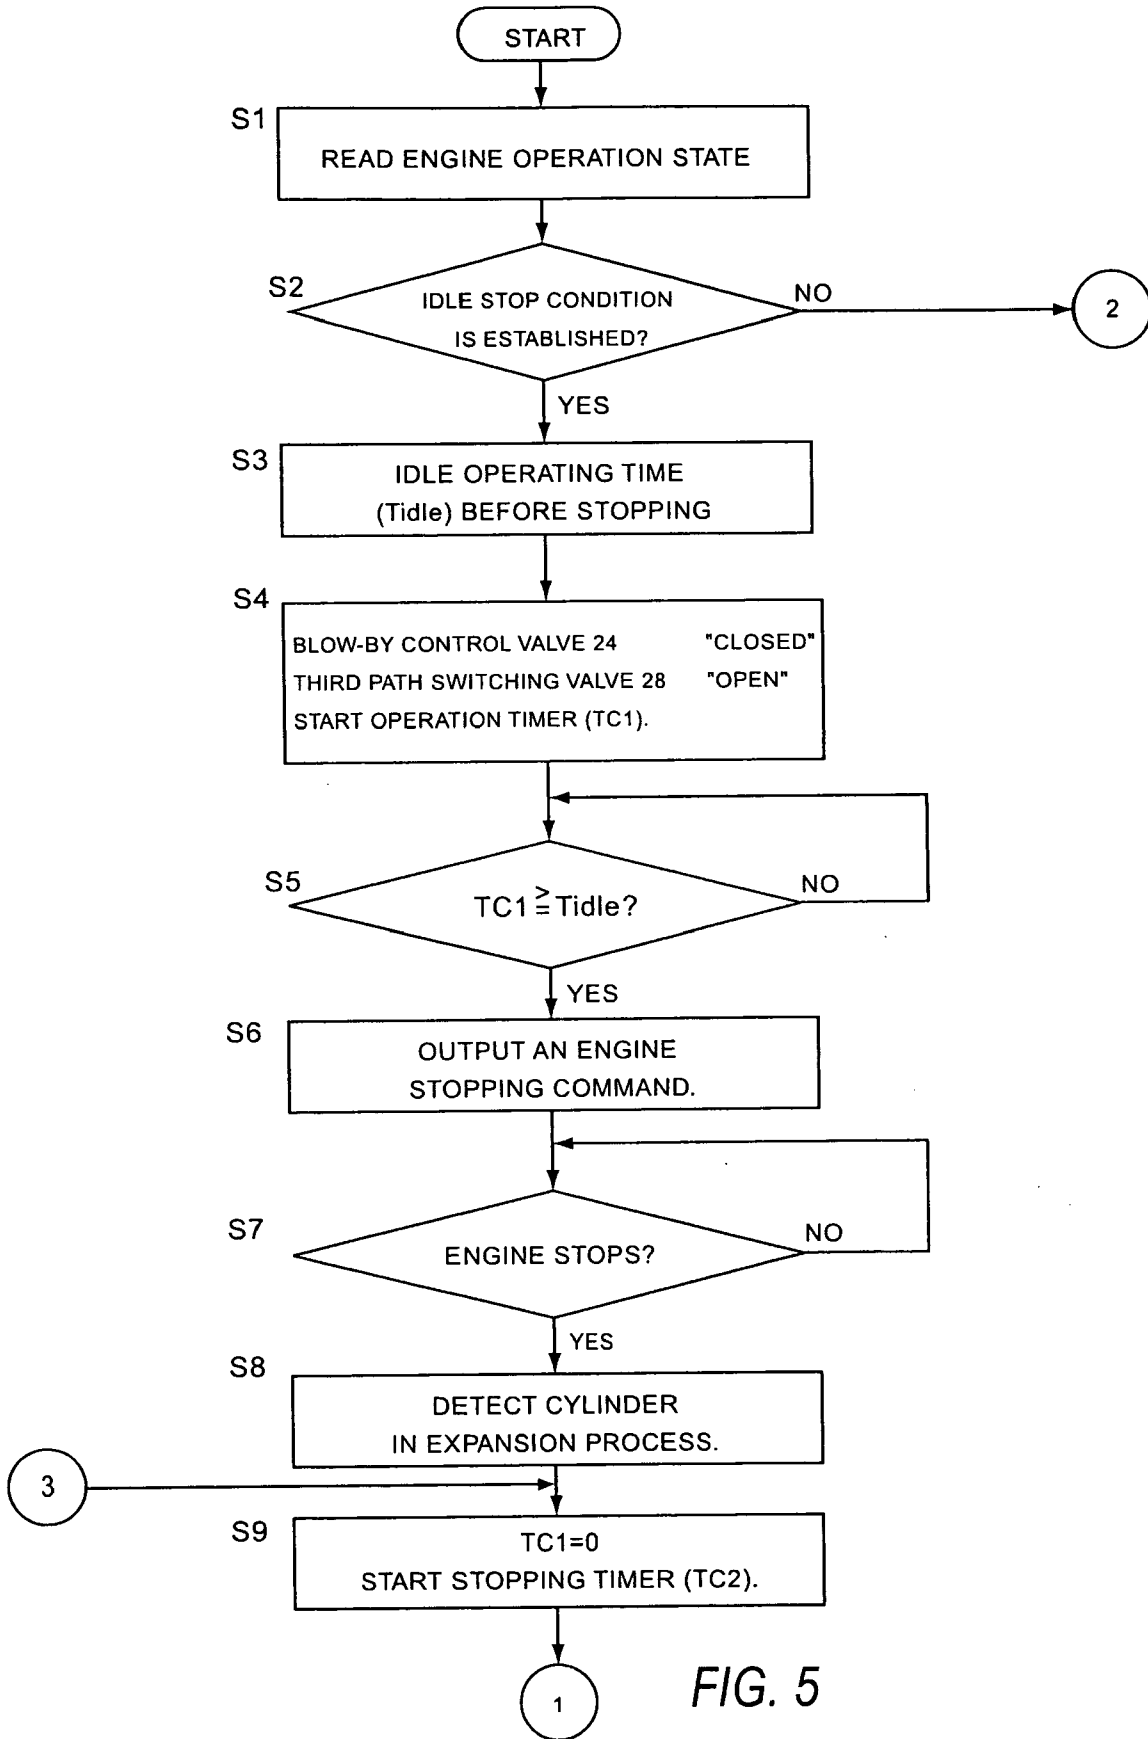 START
S1
READ ENGINE OPERATION STATE
S2
IDLE STOP CONDITION
IS ESTABLISHED?
NO
2
YES
S3
IDLE OPERATING TIME
(Tidle) BEFORE STOPPING
S4
BLOW-BY CONTROL VALVE 24 "CLOSED"
THIRD PATH SWITCHING VALVE 28 "OPEN"
START OPERATION TIMER (TC1).
S5
TC1 ≧ Tidle?
NO
YES
S6
OUTPUT AN ENGINE
STOPPING COMMAND.
S7
ENGINE STOPS?
NO
YES
S8
DETECT CYLINDER
IN EXPANSION PROCESS.
3
S9
TC1=0
START STOPPING TIMER (TC2).
1
FIG. 5